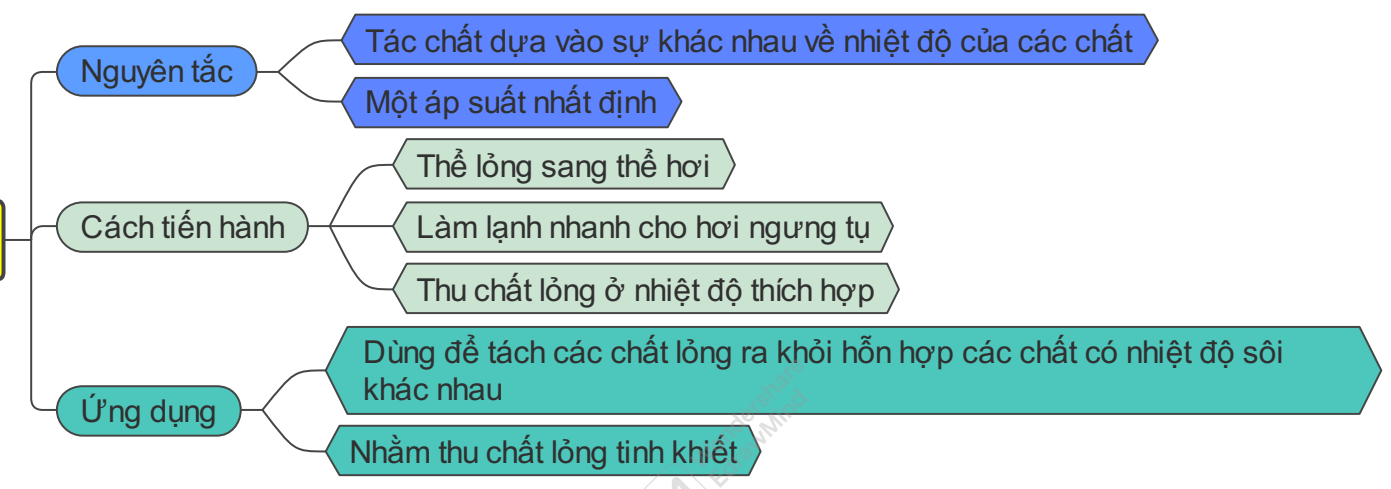 Nguyên tắc
Tác chất dựa vào sự khác nhau về nhiệt độ của các chất
Một áp suất nhất định
Cách tiến hành
Thể lỏng sang thể hơi
Làm lạnh nhanh cho hơi ngưng tụ
Thu chất lỏng ở nhiệt độ thích hợp
Ứng dụng
Dùng để tách các chất lỏng ra khỏi hỗn hợp các chất có nhiệt độ sôi
khác nhau
Nhằm thu chất lỏng tinh khiết